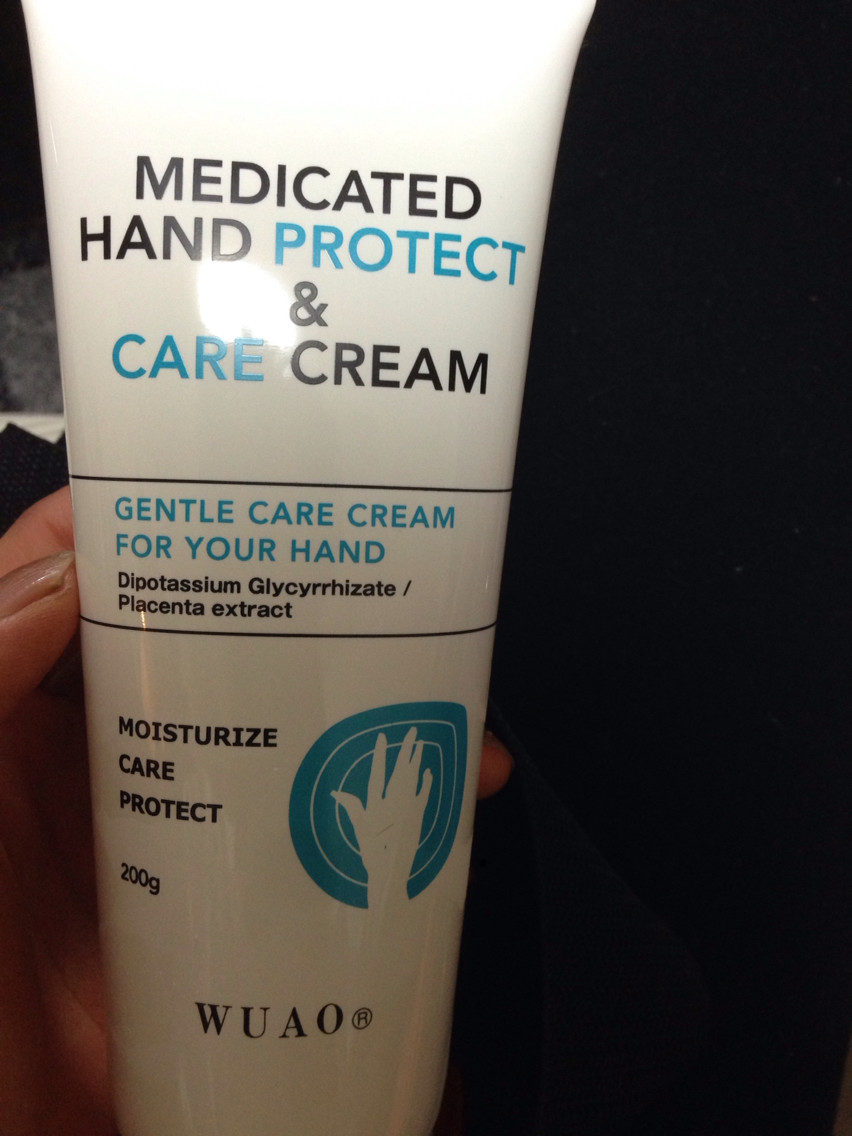 MEDICATED
HAND PROTECT
&
CARE CREAM
GENTLE CARE CREAM
FOR YOUR HAND
Dipotassium Glycyrrhizate /
Placenta extract
MOISTURIZE
CARE
PROTECT
200g
WUAO®